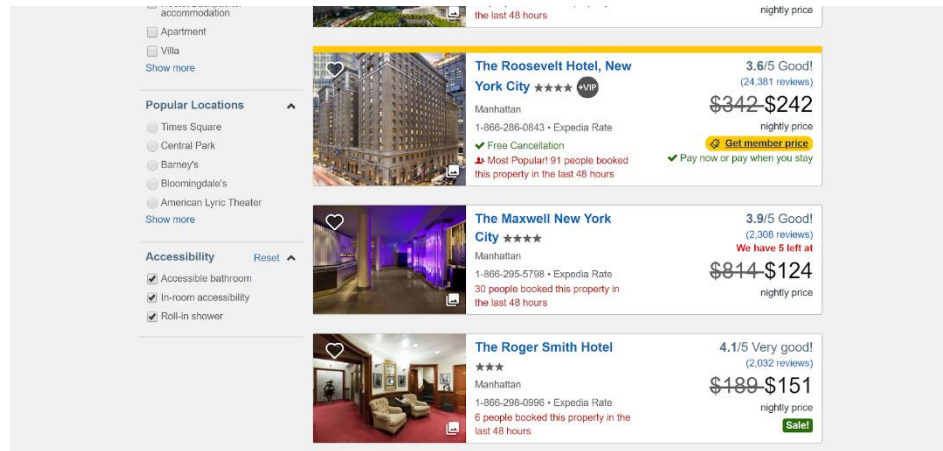 accommodation
Apartment
Villa
Show more
Popular Locations
Times Square
Central Park
Barney's
Bloomingdale's
American Lyric Theater
Show more
Accessibility Reset
Accessible bathroom
In-room accessibility
Roll-in shower
the last 48 hours
nightly price
The Roosevelt Hotel, New
York City +VIP
Manhattan
1-866-286-0843 • Expedia Rate
Free Cancellation
Most Popular! 91 people booked
this property in the last 48 hours
3.6/5 Good!
(24,381 reviews)
$342 $242
nightly price
Get member price
Pay now or pay when you stay
The Maxwell New York
City
Manhattan
1-866-295-5798 • Expedia Rate
30 people booked this property in
the last 48 hours
3.9/5 Good!
(2,308 reviews)
We have 5 left at
$814 $124
nightly price
The Roger Smith Hotel
Manhattan
1-866-298-0996 • Expedia Rate
6 people booked this property in the
last 48 hours
4.1/5 Very good!
(2,032 reviews)
$189 $151
nightly price
Sale!